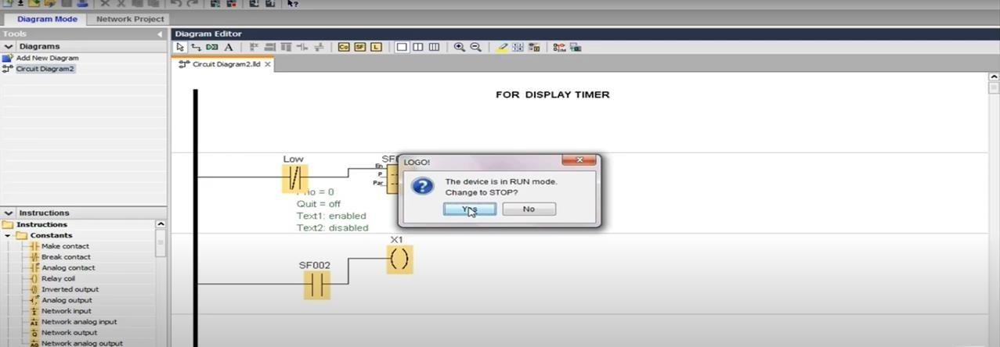 Diagram Mode
Network Project
Tools
Diagram Editor
Diagrams
Add New Diagram
Circuit Diagram2
A
Co SF L
Circuit Diagram2.lld
FOR DISPLAY TIMER
Low
En
P
Par
= 0
Quit = off
Text1: enabled
Text2: disabled
LOGO!
The device is in RUN mode.
Change to STOP?
Yes
No
X1
SF002
Instructions
Instructions
Constants
Make contact
Break contact
Analog contact
Relay coil
Inverted output
Analog output
Network input
AI Network analog input
Q Network output
AQ Network analog output